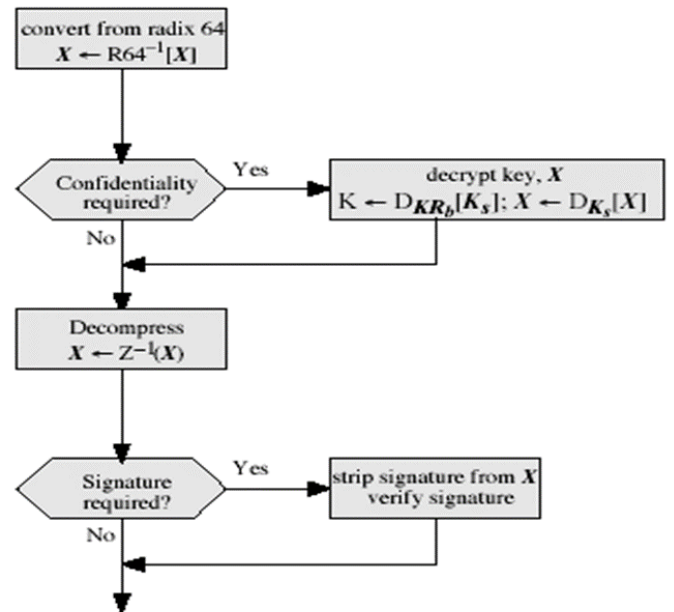 convert from radix 64
X ← R64⁻¹[X]
Confidentiality
required?
Yes
decrypt key, X
K ← D_KRb[Ks]; X ← D_Ks[X]
No
Decompress
X ← Z⁻¹(X)
Signature
required?
Yes
strip signature from X
verify signature
No